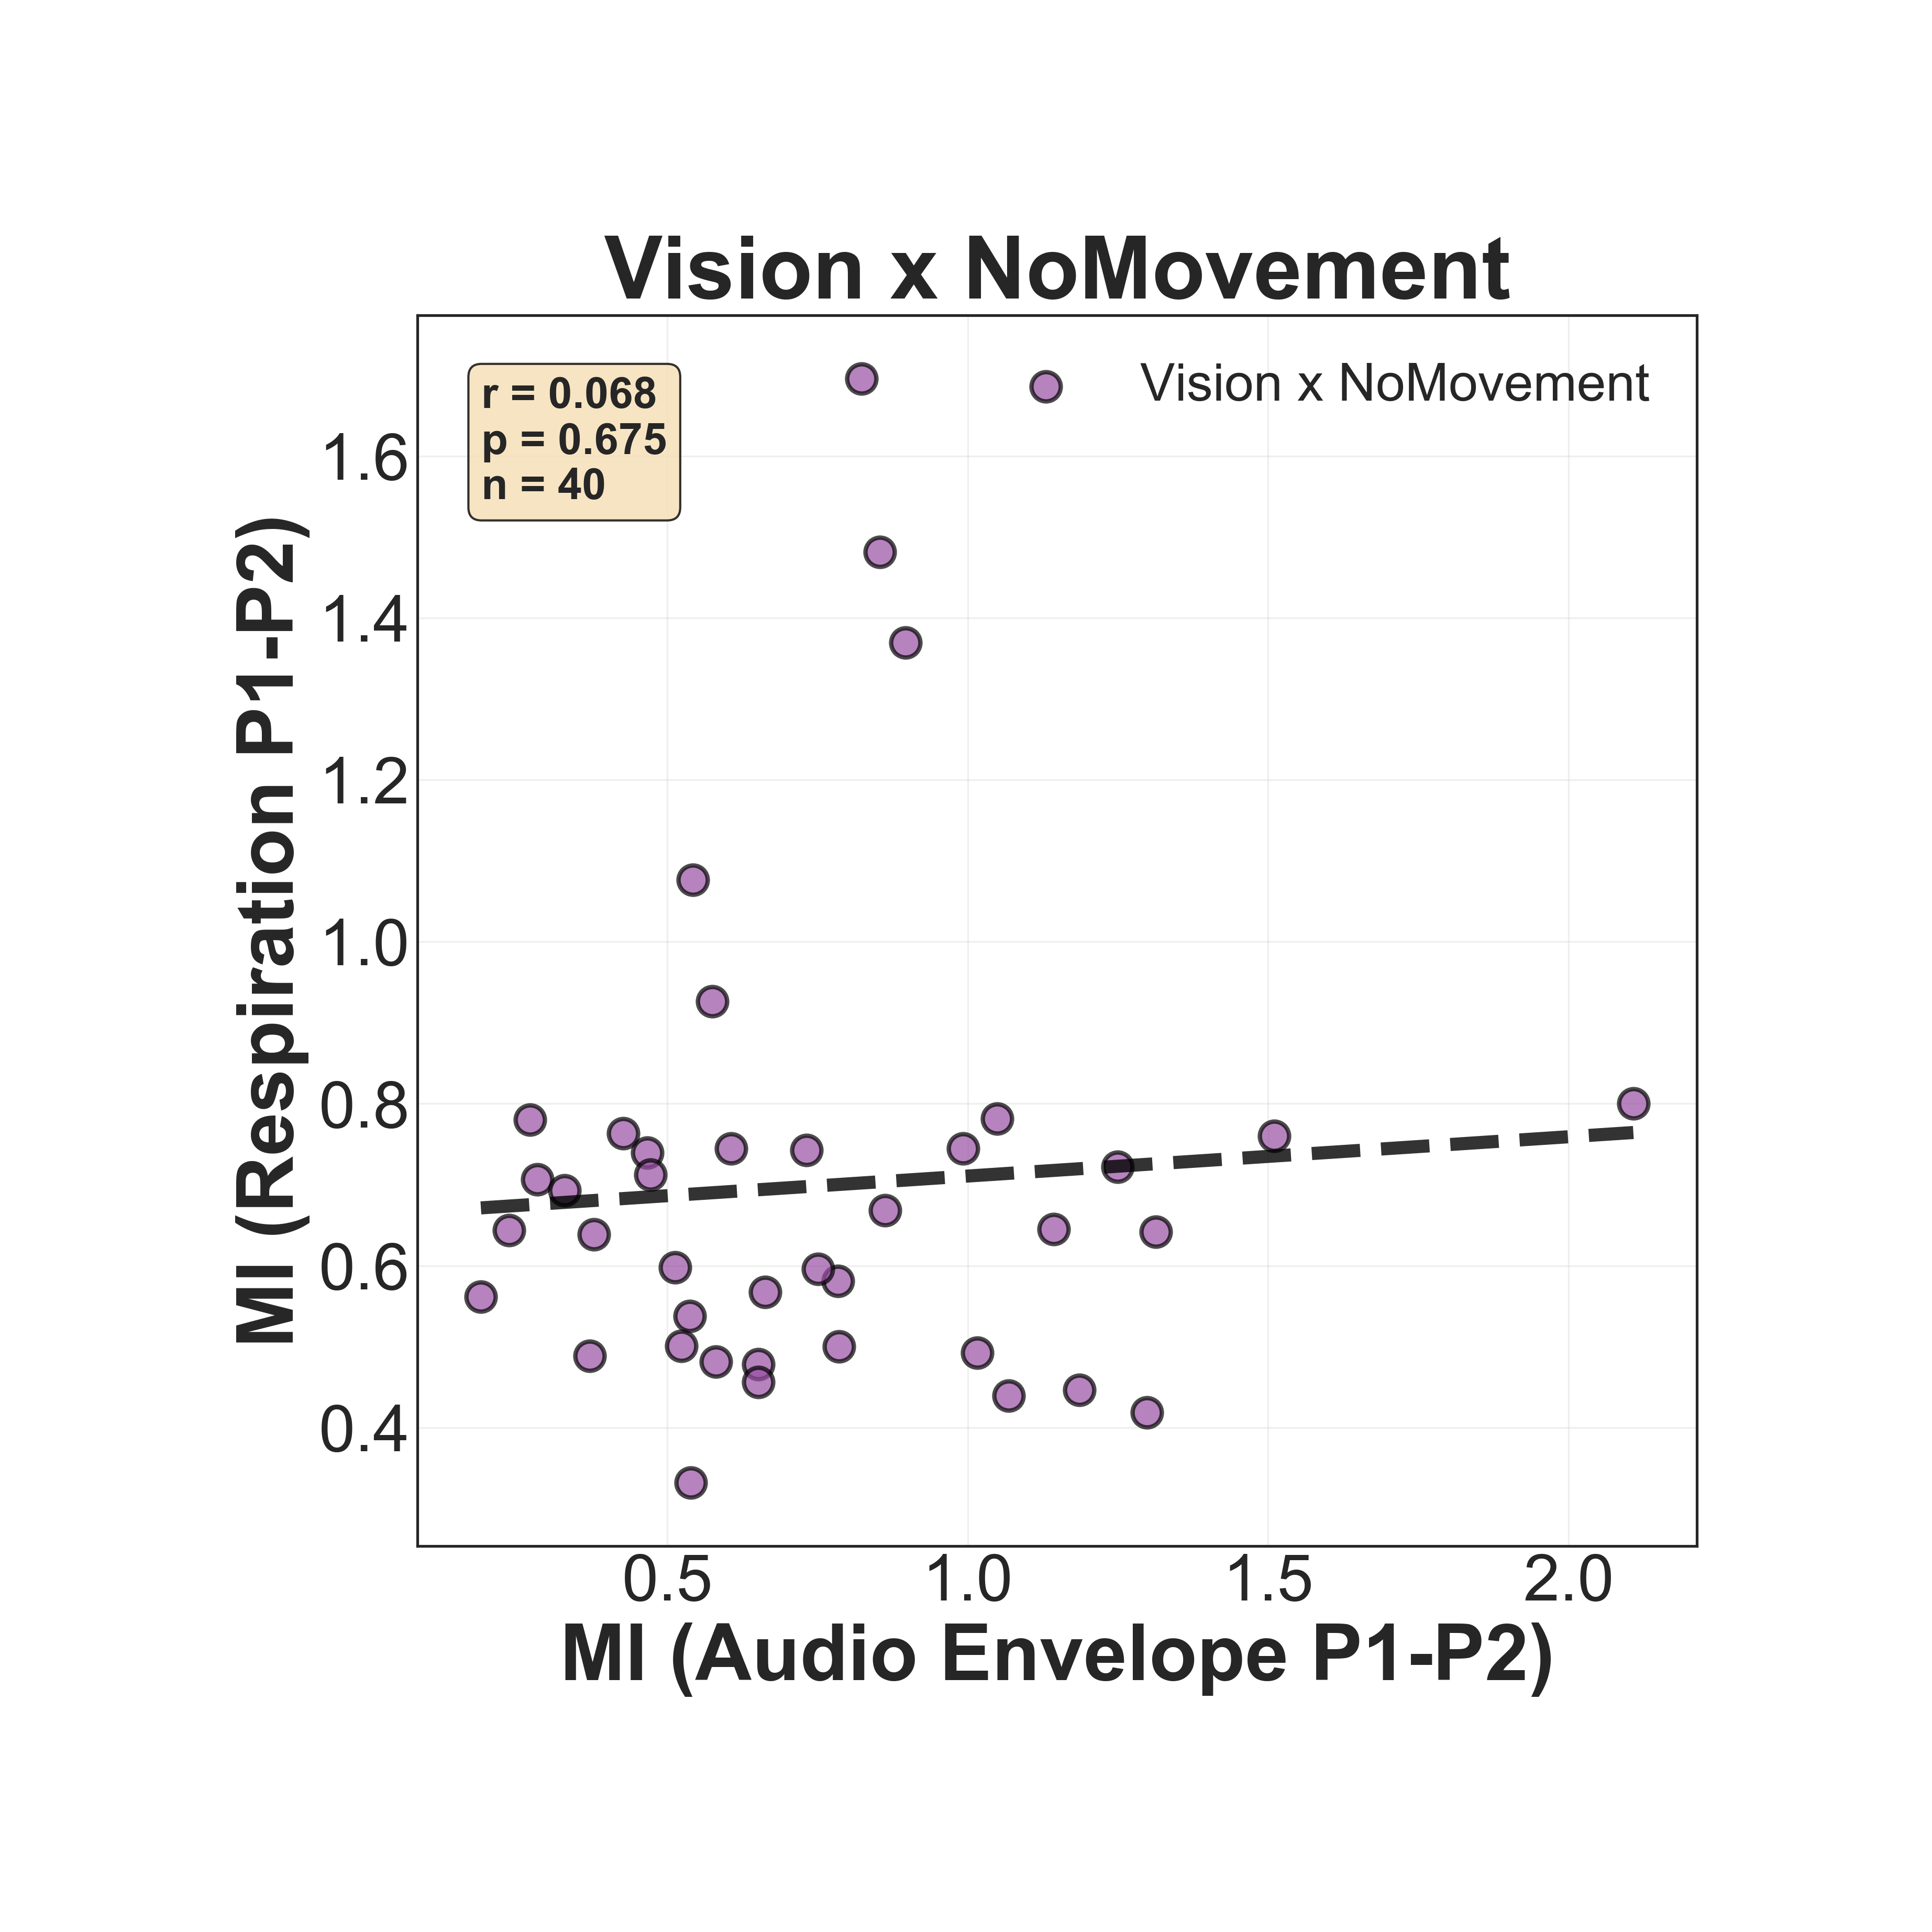 Vision x NoMovement
r = 0.068
p = 0.675
n = 40
Vision x NoMovement
MI (Respiration P1-P2)
1.6
1.4
1.2
1.0
0.8
0.6
0.4
0.5 1.0 1.5 2.0
MI (Audio Envelope P1-P2)